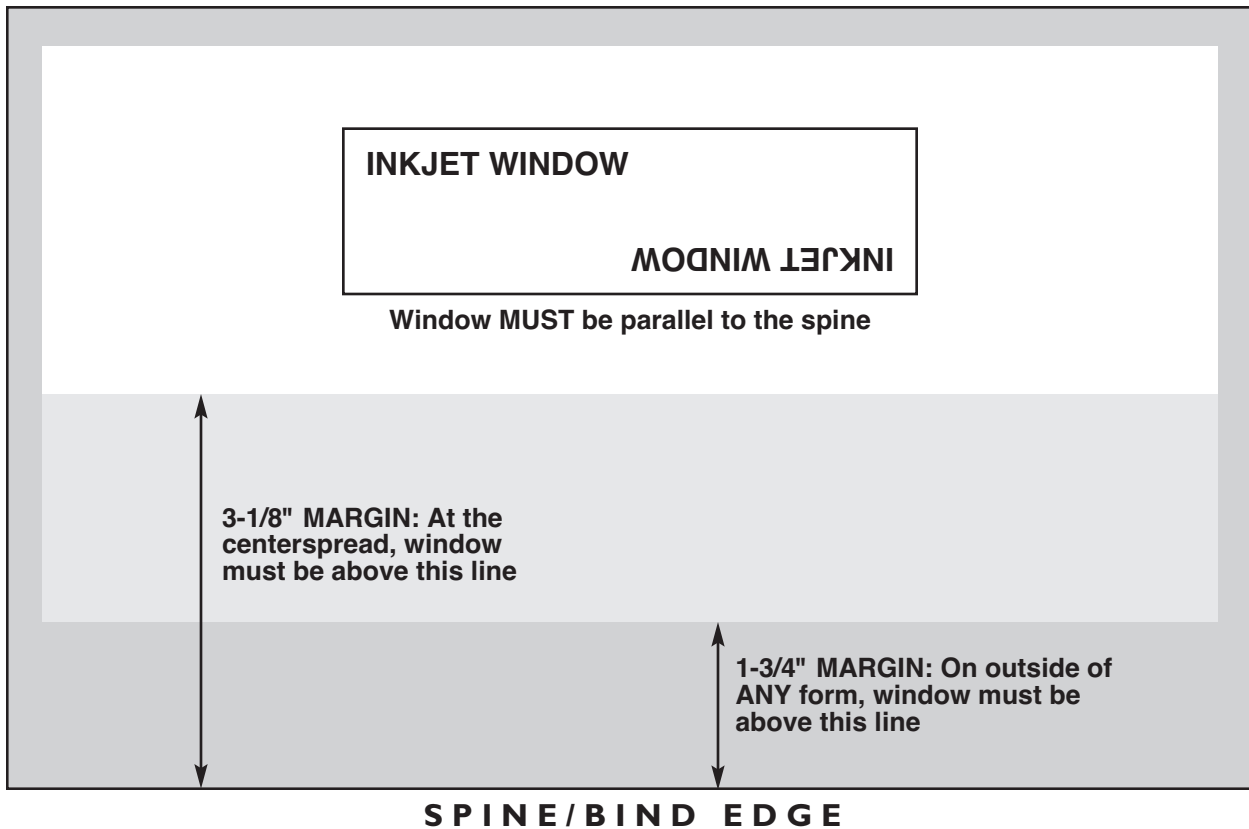 INKJET WINDOW
INKJET WINDOW
Window MUST be parallel to the spine
3-1/8" MARGIN: At the
centerspread, window
must be above this line
1-3/4" MARGIN: On outside of
ANY form, window must be
above this line
SPINE/BIND EDGE